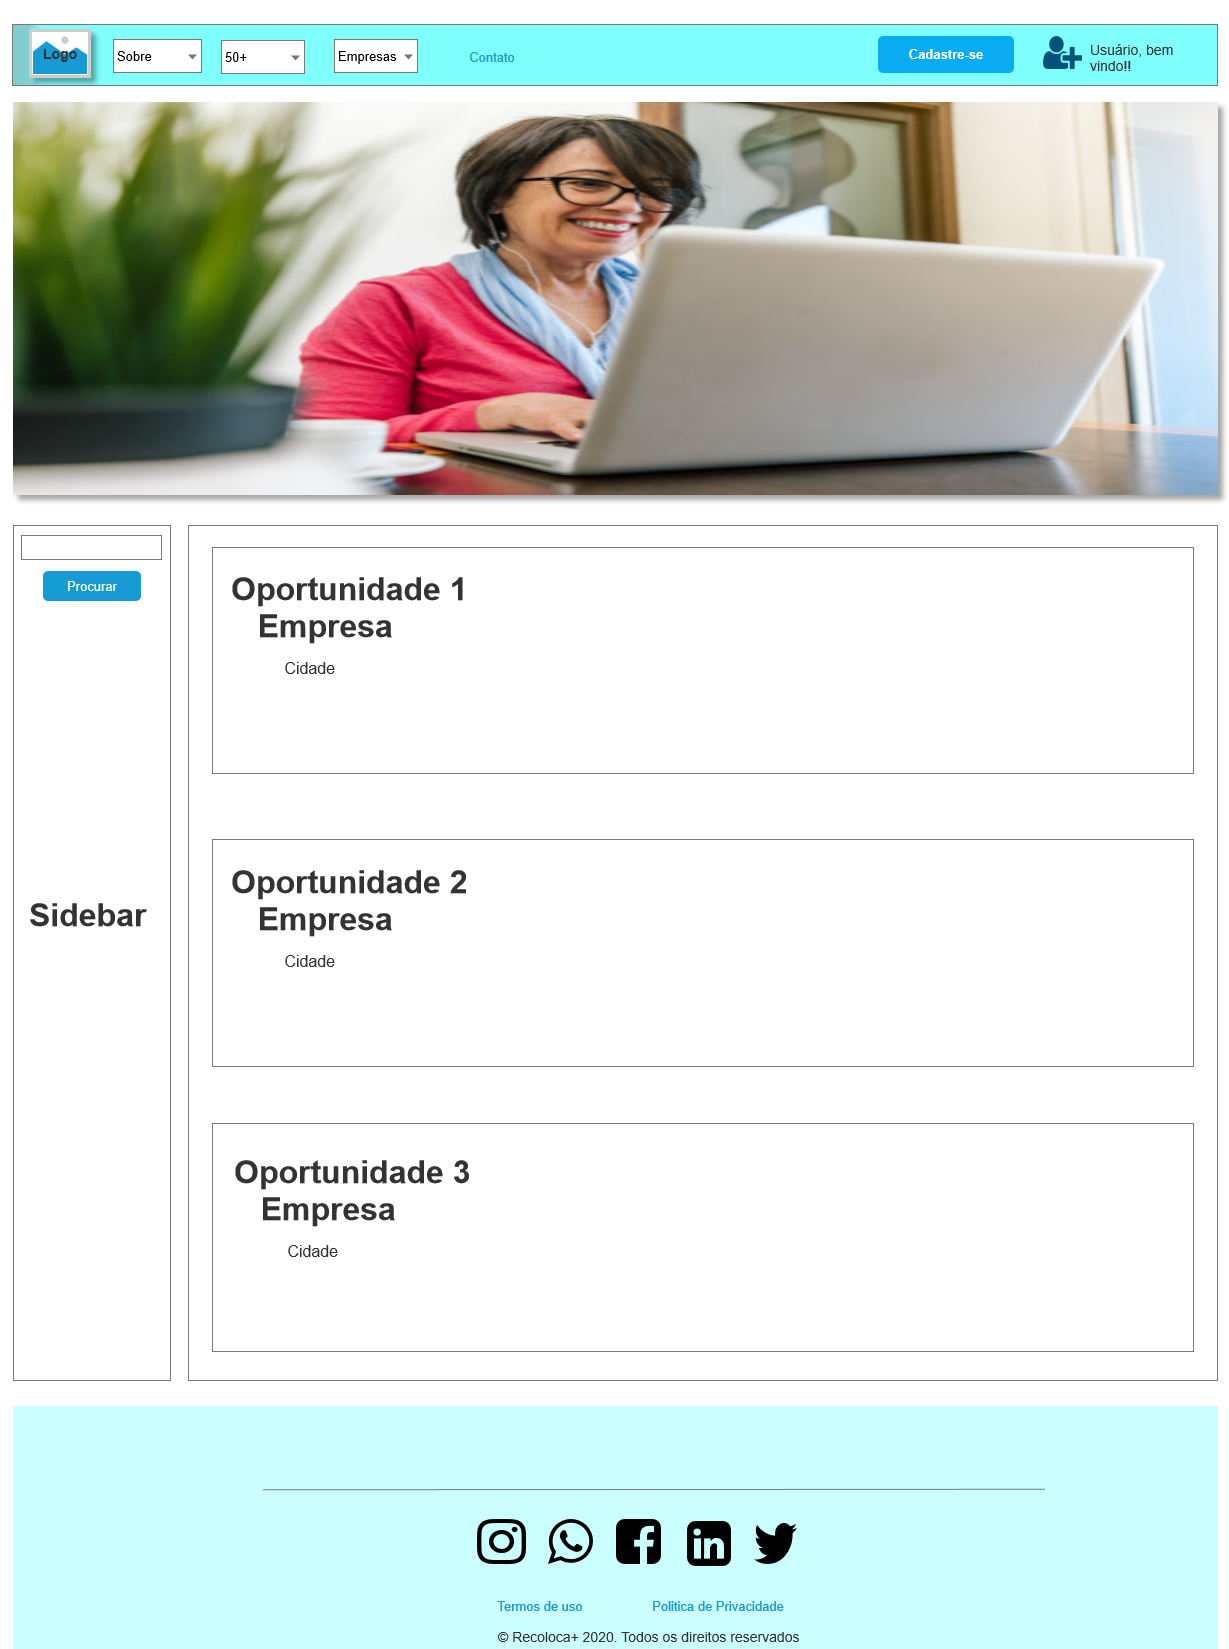 Logo
Sobre
50+
Empresas
Contato
Cadastre-se
Usuário, bem
vindo!!
Procurar
Sidebar
Oportunidade 1
Empresa
Cidade
Oportunidade 2
Empresa
Cidade
Oportunidade 3
Empresa
Cidade
Termos de uso
Politica de Privacidade
© Recoloca+ 2020. Todos os direitos reservados